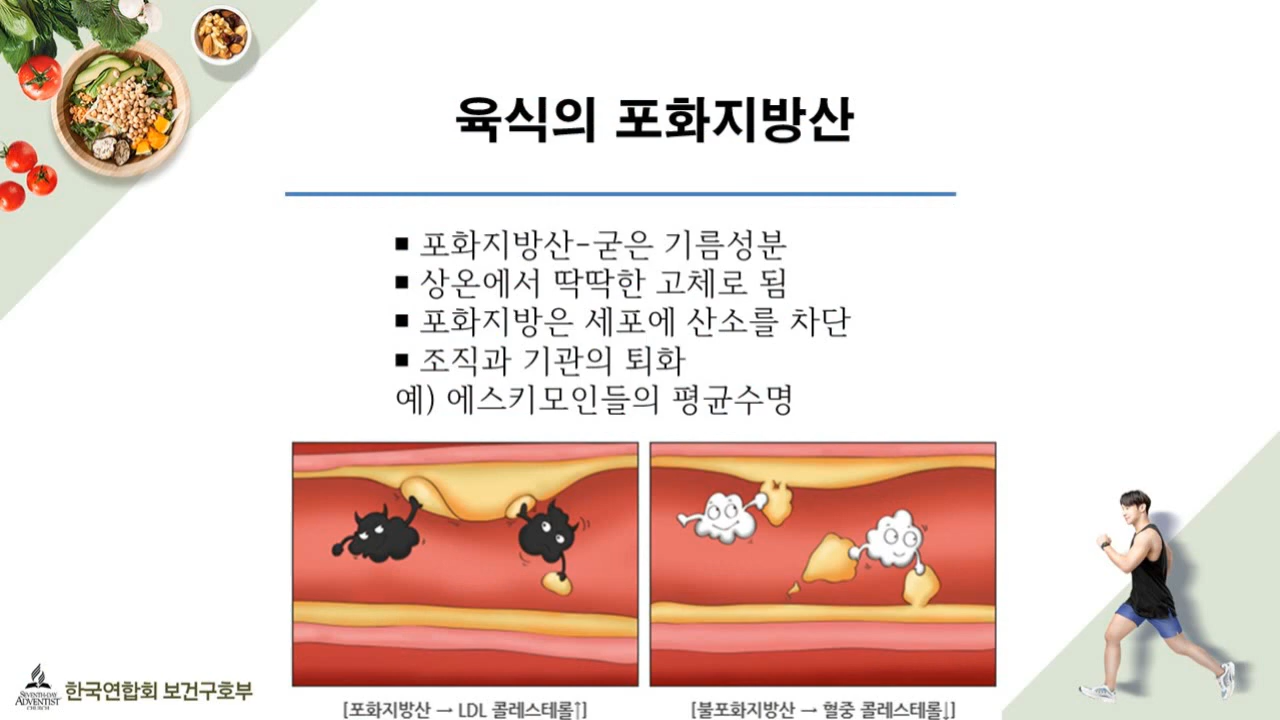 육식의 포화지방산
▪ 포화지방산-굳은 기름성분
▪ 상온에서 딱딱한 고체로 됨
▪ 포화지방은 세포에 산소를 차단
▪ 조직과 기관의 퇴화
예) 에스키모인들의 평균수명
[포화지방산 → LDL 콜레스테롤↑]
[불포화지방산 → 혈중 콜레스테롤↓]
SEVENTH-DAY
ADVENTIST
CHURCH
한국연합회 보건구호부